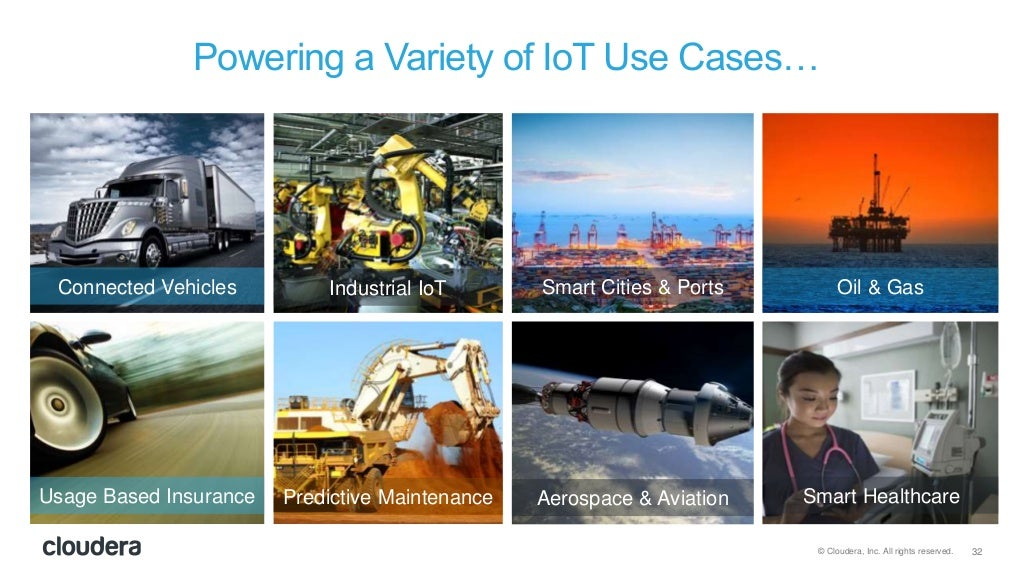 Powering a Variety of IoT Use Cases…
Connected Vehicles
Industrial IoT
Smart Cities & Ports
Oil & Gas
Usage Based Insurance
Predictive Maintenance
Aerospace & Aviation
Smart Healthcare
cloudera
© Cloudera, Inc. All rights reserved.
32